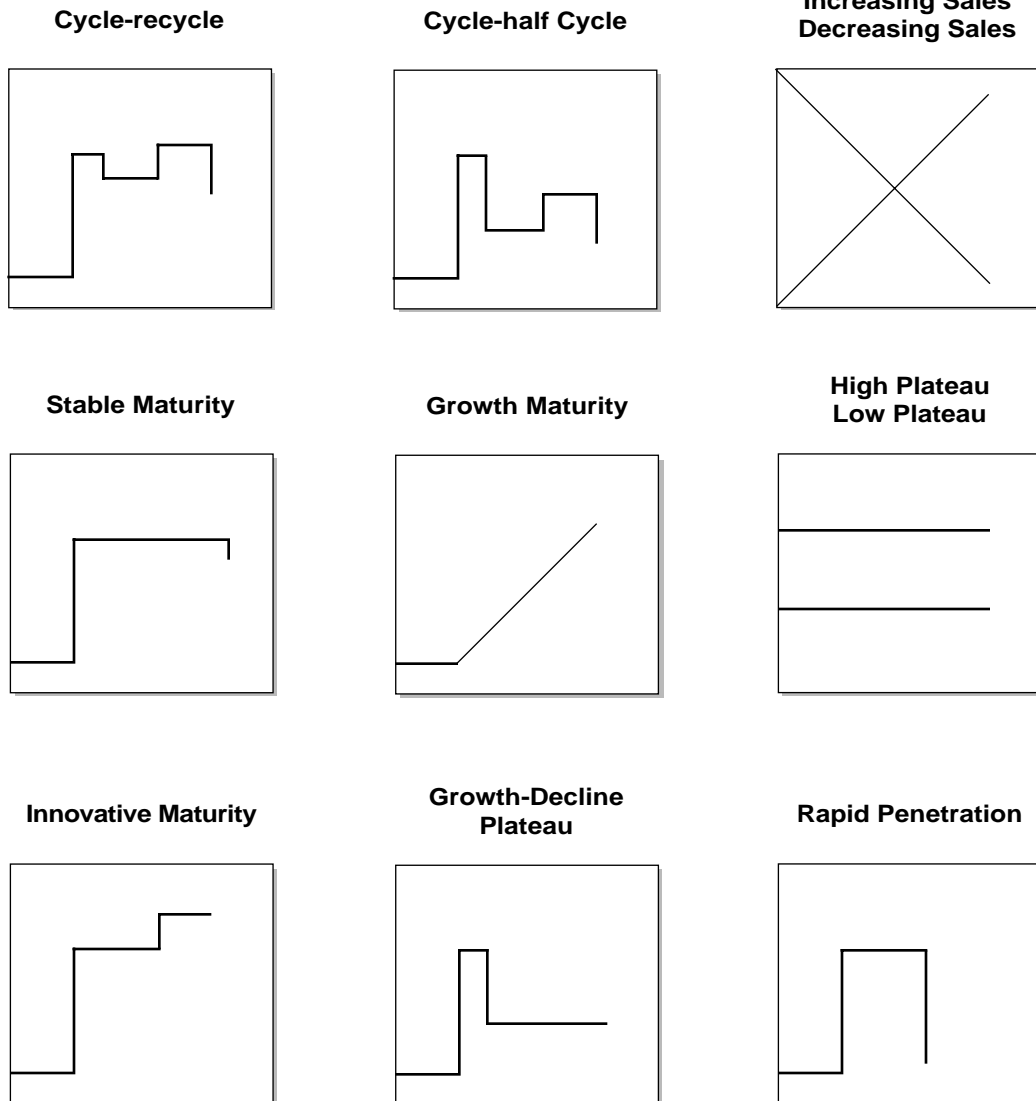 Cycle-recycle
Cycle-half Cycle
Increasing Sales
Decreasing Sales
Stable Maturity
Growth Maturity
High Plateau
Low Plateau
Innovative Maturity
Growth-Decline
Plateau
Rapid Penetration